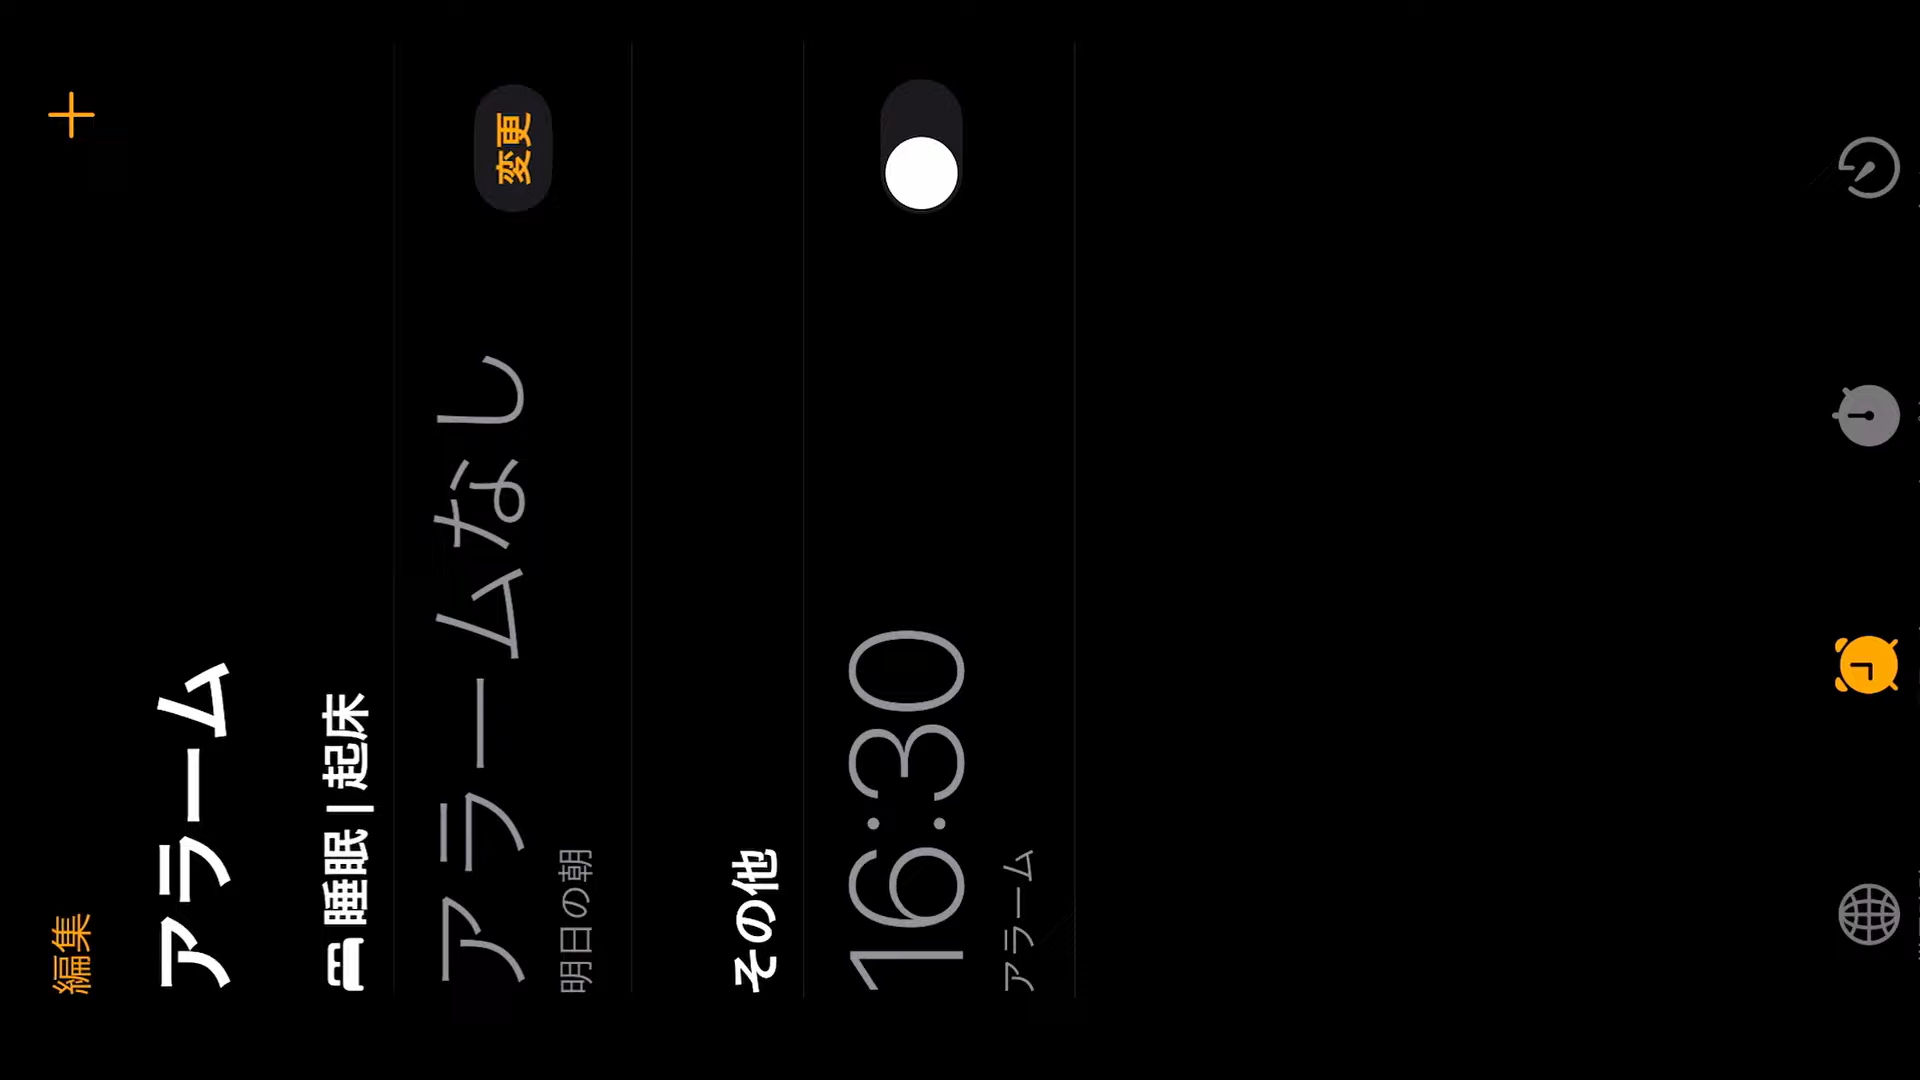 編集
アラーム
睡眠 | 起床
アラームなし
変更
明日の朝
その他
16:30
アラーム